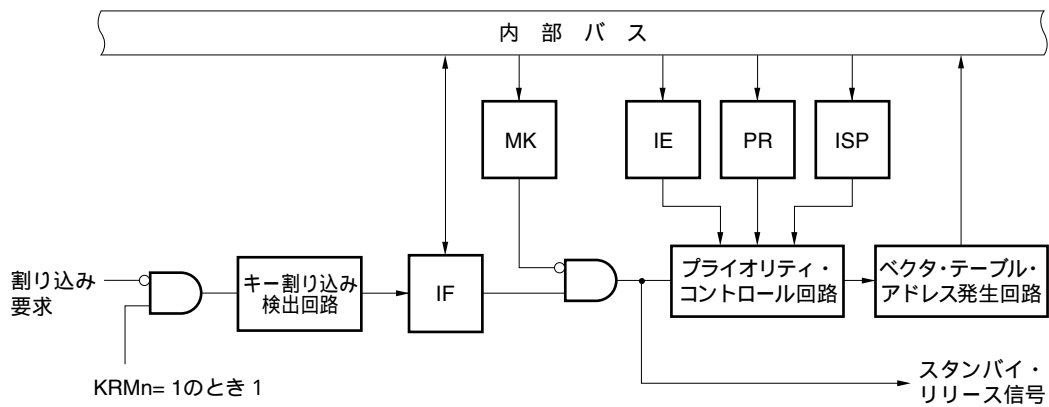 内 部 バ ス
MK
IE
PR
ISP
割り込み
要求
キー割り込み
検出回路
IF
プライオリティ・
コントロール回路
ベクタ・テーブル・
アドレス発生回路
KRMn= 1のとき 1
スタンバイ・
リリース信号